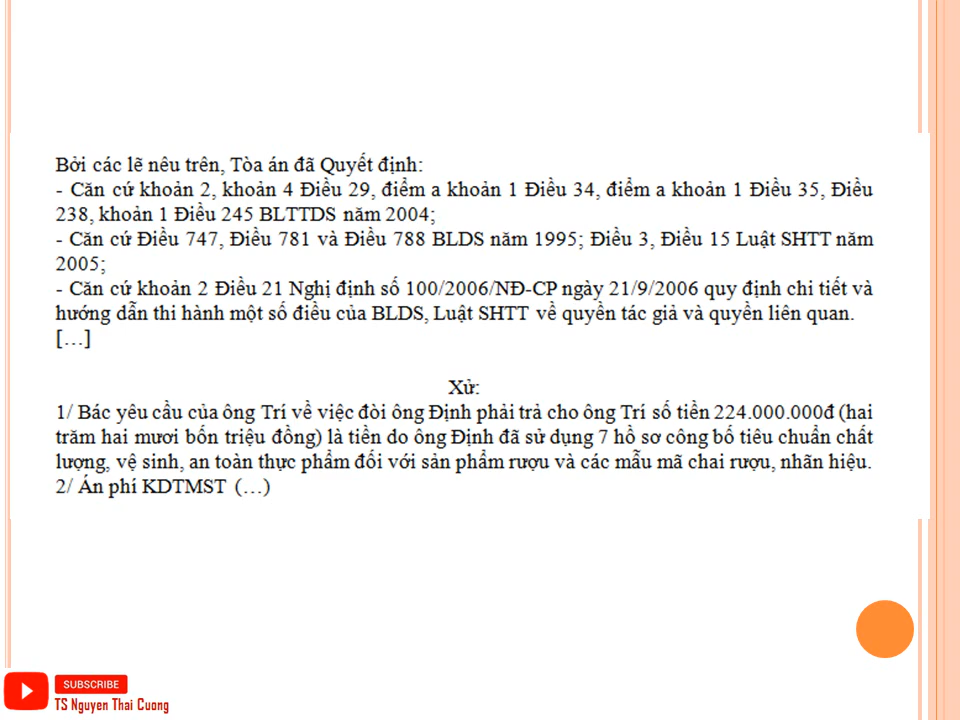 Bởi các lẽ nêu trên, Tòa án đã Quyết định:
- Căn cứ khoản 2, khoản 4 Điều 29, điểm a khoản 1 Điều 34, điểm a khoản 1 Điều 35, Điều
238, khoản 1 Điều 245 BLTTDS năm 2004;
- Căn cứ Điều 747, Điều 781 và Điều 788 BLDS năm 1995; Điều 3, Điều 15 Luật SHTT năm
2005;
- Căn cứ khoản 2 Điều 21 Nghị định số 100/2006/NĐ-CP ngày 21/9/2006 quy định chi tiết và
hướng dẫn thi hành một số điều của BLDS, Luật SHTT về quyền tác giả và quyền liên quan.
[…]
Xử:
1/ Bác yêu cầu của ông Trí về việc đòi ông Định phải trả cho ông Trí số tiền 224.000.000đ (hai
trăm hai mươi bốn triệu đồng) là tiền do ông Định đã sử dụng 7 hồ sơ công bố tiêu chuẩn chất
lượng, vệ sinh, an toàn thực phẩm đối với sản phẩm rượu và các mẫu mã chai rượu, nhãn hiệu.
2/ Án phí KDTMST (…)
SUBSCRIBE
TS Nguyen Thai Cuong